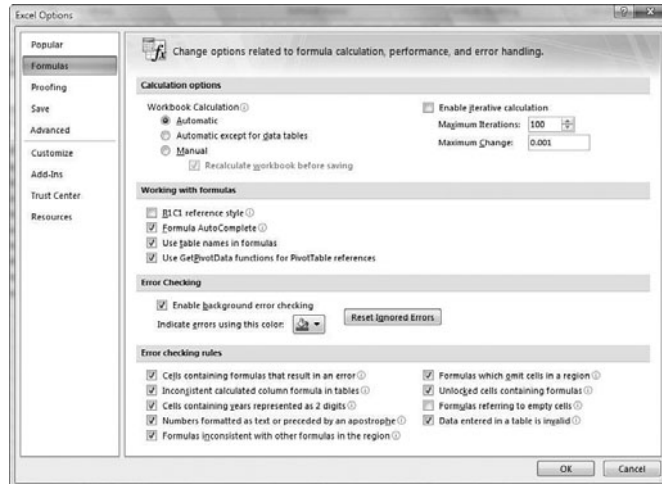 Excel Options
Popular
Formulas
Proofing
Save
Advanced
Customize
Add-Ins
Trust Center
Resources
Change options related to formula calculation, performance, and error handling.
Calculation options
Workbook Calculation
Automatic
Automatic except for data tables
Manual
Recalculate workbook before saving
Enable iterative calculation
Maximum Iterations: 100
Maximum Change: 0.001
Working with formulas
R1C1 reference style
Formula AutoComplete
Use table names in formulas
Use GetPivotData functions for PivotTable references
Error Checking
Enable background error checking
Indicate errors using this color:
Reset Ignored Errors
Error checking rules
Cells containing formulas that result in an error
Inconsistent calculated column formula in tables
Cells containing years represented as 2 digits
Numbers formatted as text or preceded by an apostrophe
Formulas inconsistent with other formulas in the region
Formulas which omit cells in a region
Unlocked cells containing formulas
Formulas referring to empty cells
Data entered in a table is invalid
OK
Cancel